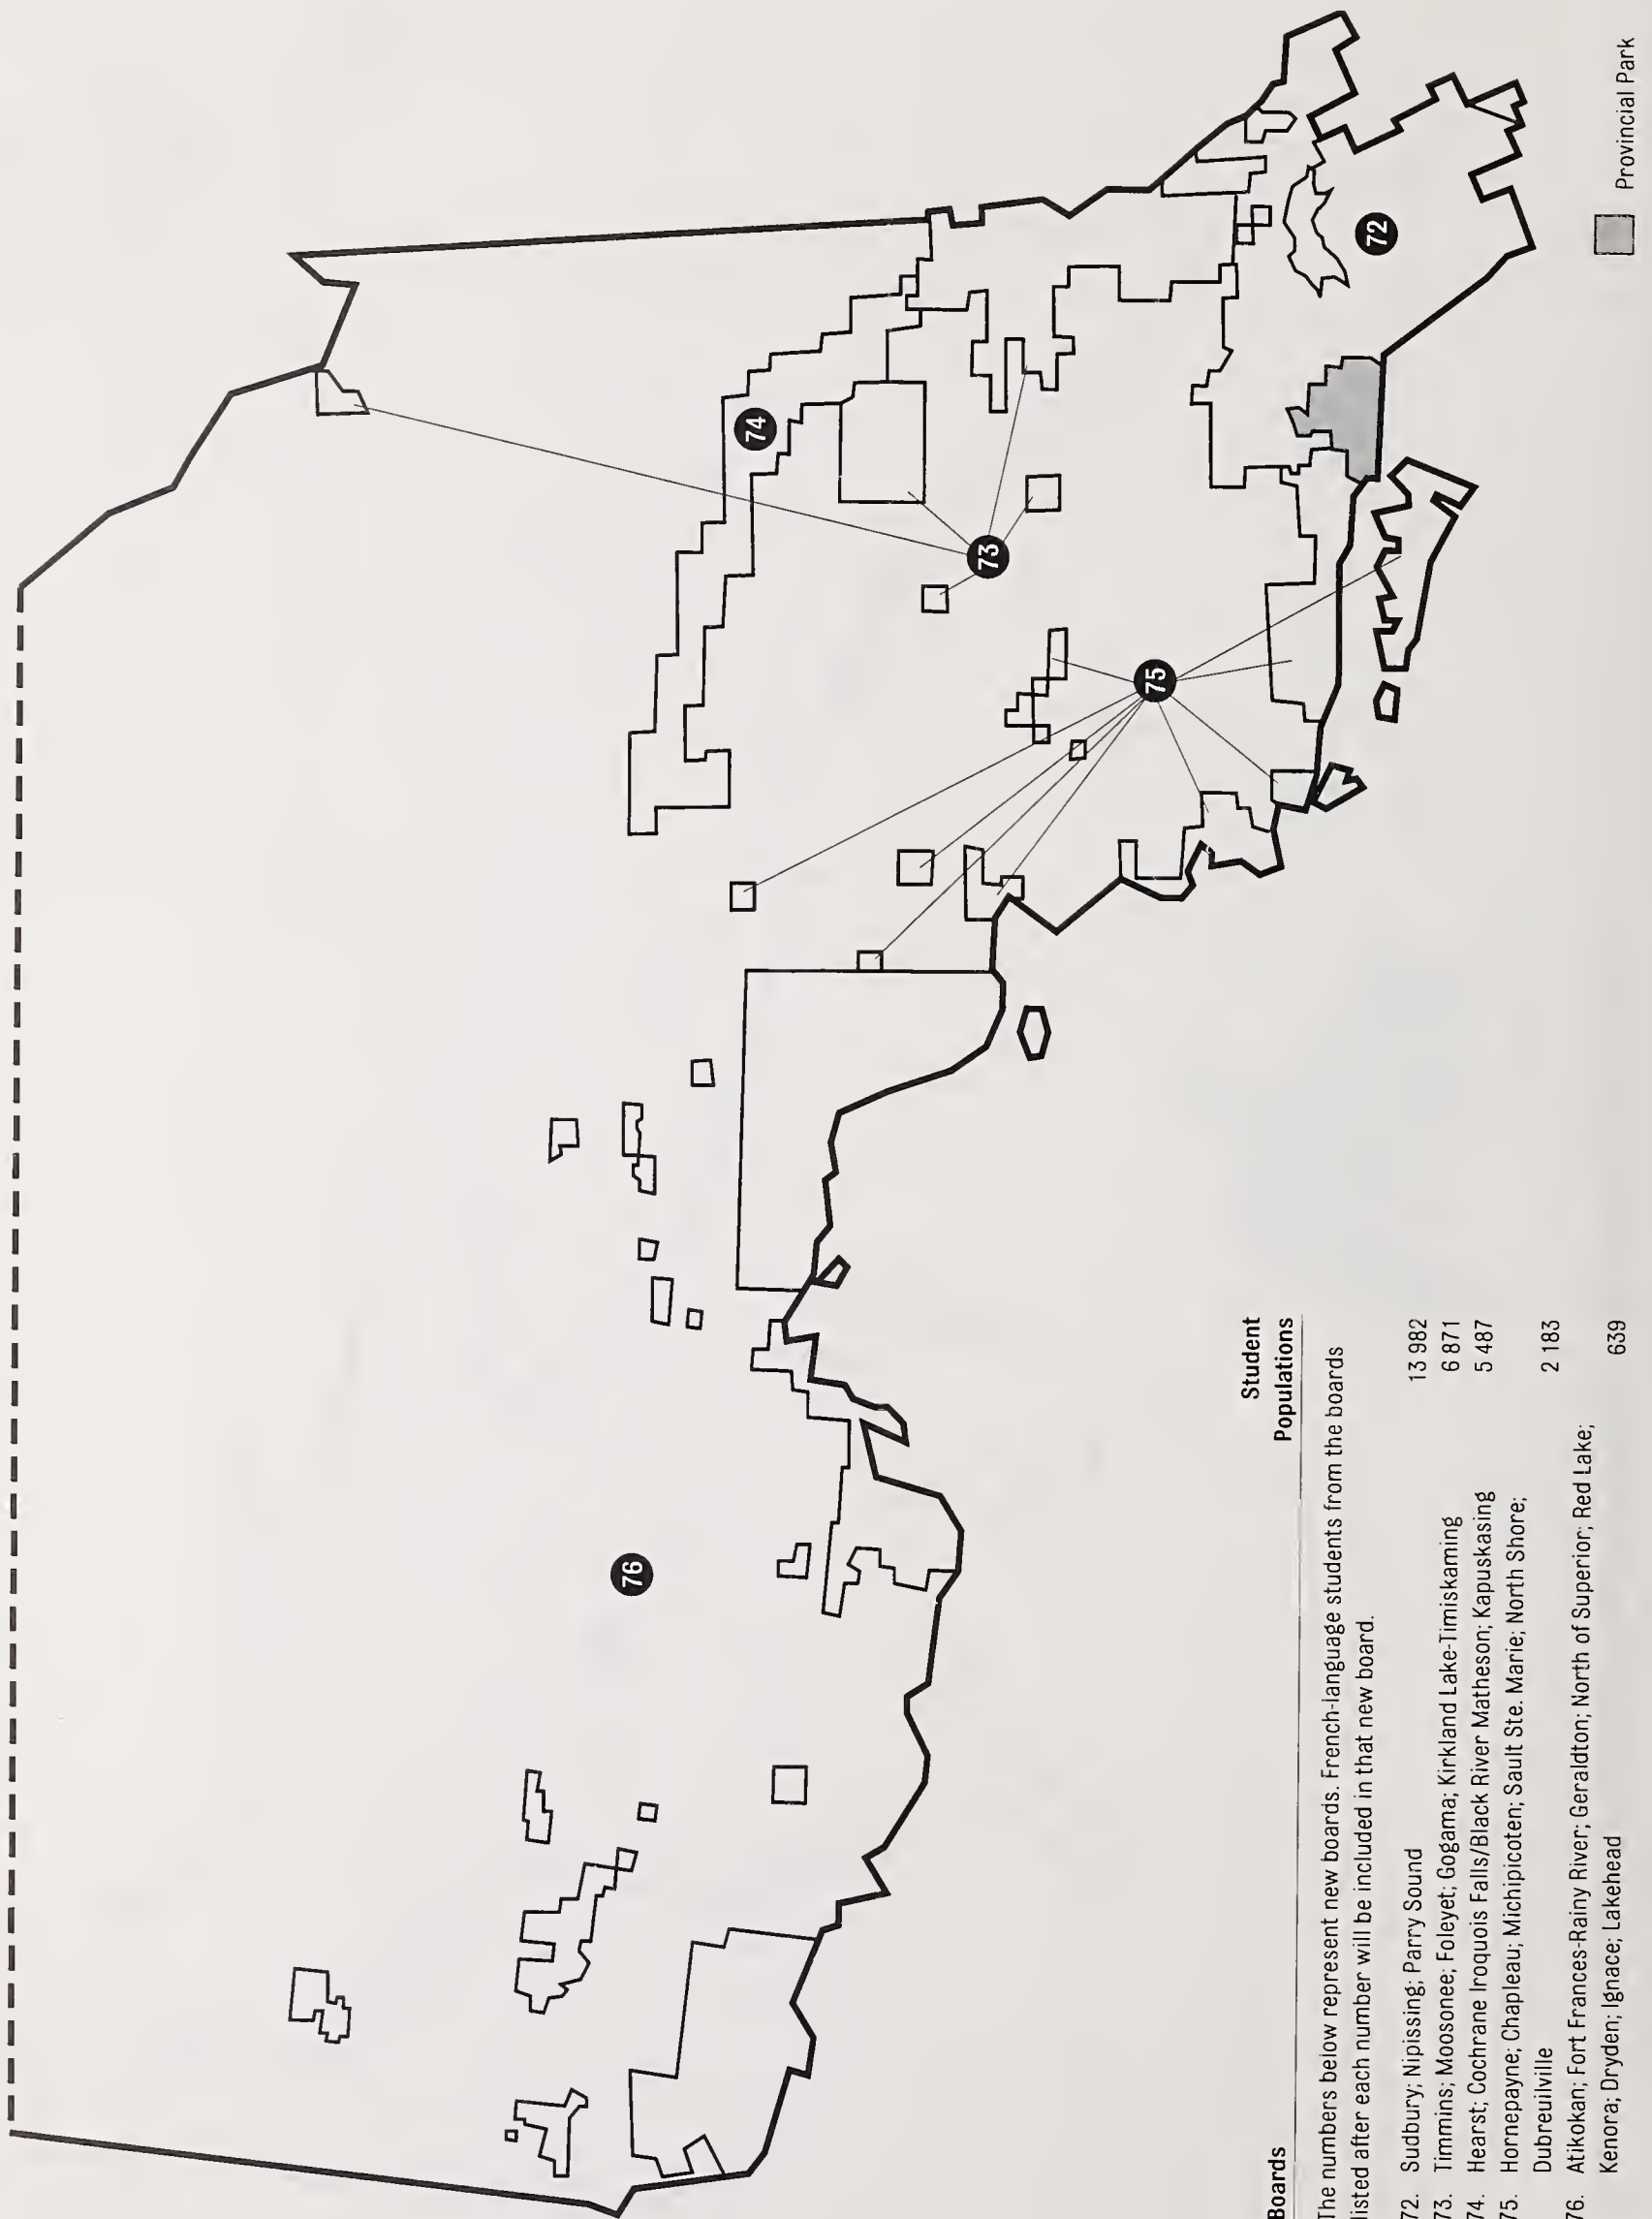 74
73
72
75
76
Provincial Park
Boards
Student
Populations
The numbers below represent new boards. French-language students from the boards
listed after each number will be included in that new board.
72. Sudbury; Nipissing; Parry Sound 13 982
73. Timmins; Moosonee; Foleyet; Gogama; Kirkland Lake-Timiskaming 6 871
74. Hearst; Cochrane Iroquois Falls/Black River Matheson; Kapuskasing 5 487
75. Hornepayne; Chapleau; Michipicoten; Sault Ste. Marie; North Shore;
Dubreuilville 2 183
76. Atikokan; Fort Frances-Rainy River; Geraldton; North of Superior; Red Lake;
Kenora; Dryden; Ignace; Lakehead 639